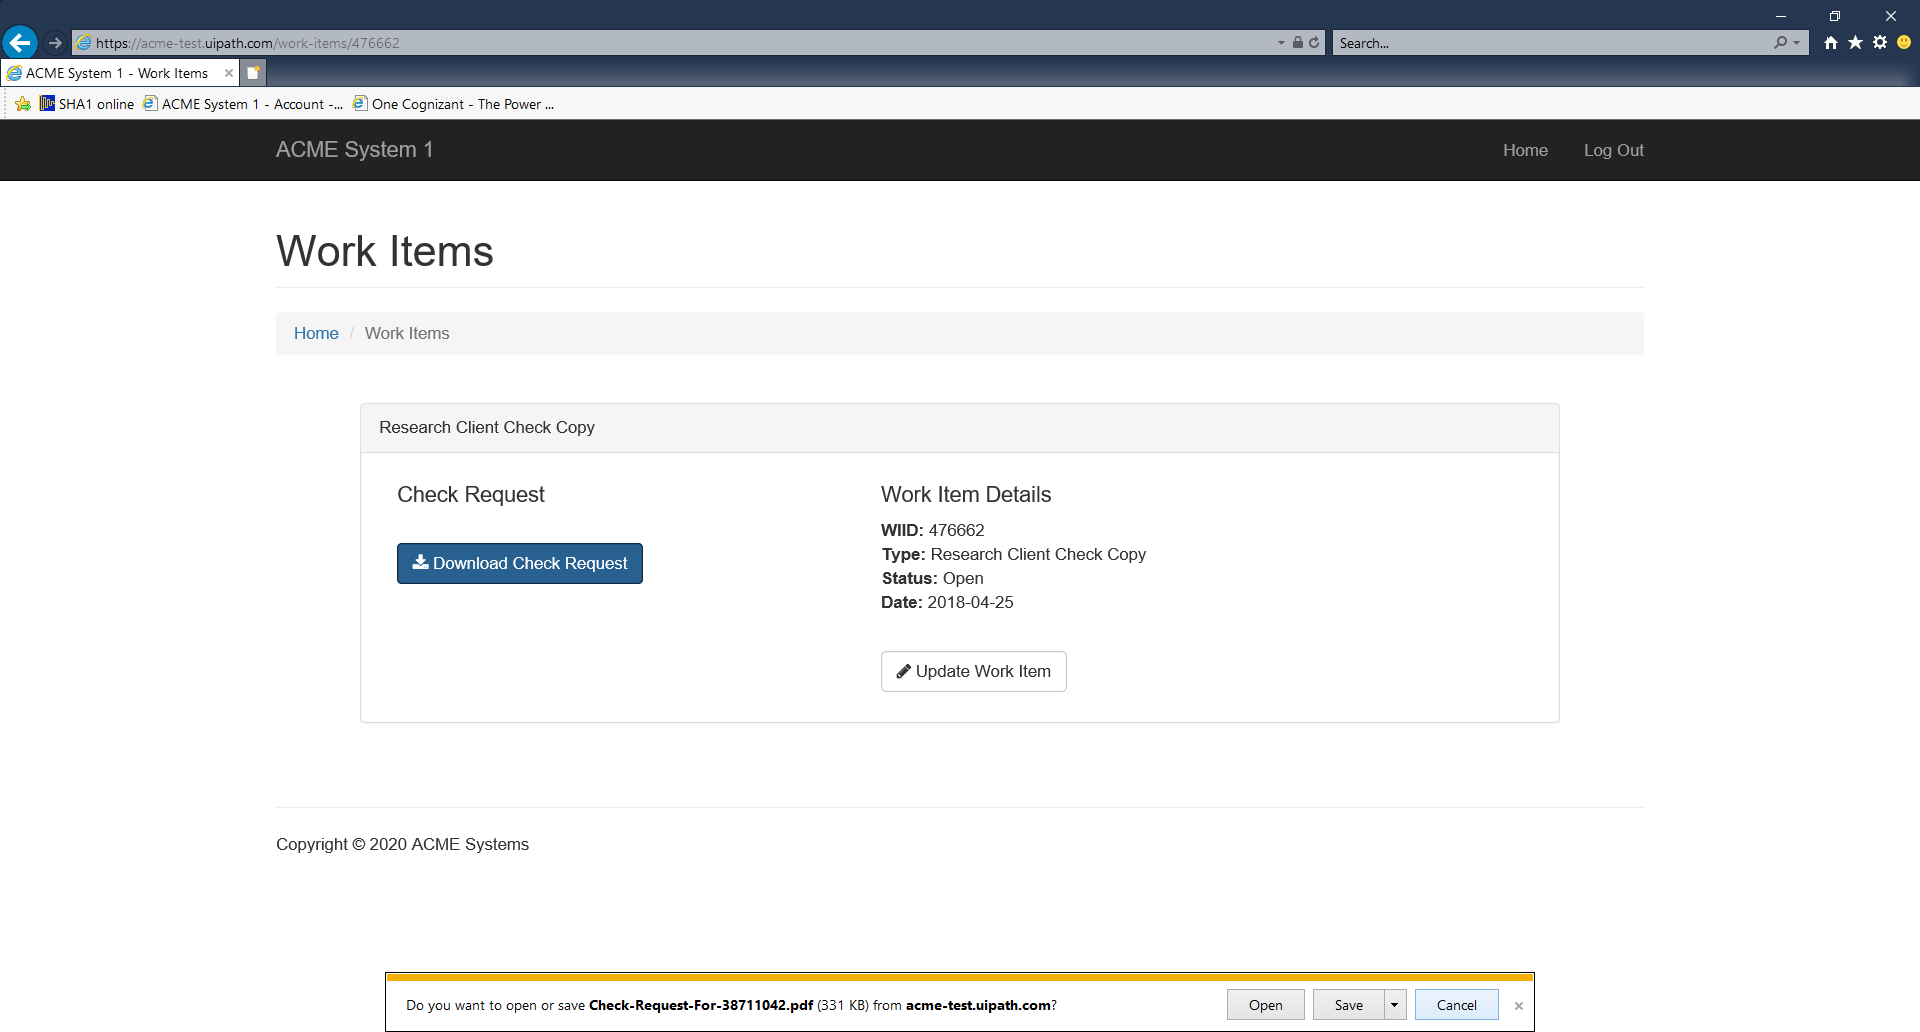 https://acme-test.uipath.com/work-items/476662
Search...
ACME System 1 - Work Items
SHA1 online ACME System 1 - Account -... One Cognizant - The Power ...
ACME System 1 Home Log Out
Work Items
Home / Work Items
Research Client Check Copy
Check Request
Download Check Request
Work Item Details
WIID: 476662
Type: Research Client Check Copy
Status: Open
Date: 2018-04-25
Update Work Item
Copyright © 2020 ACME Systems
Do you want to open or save Check-Request-For-38711042.pdf (331 KB) from acme-test.uipath.com? Open Save Cancel